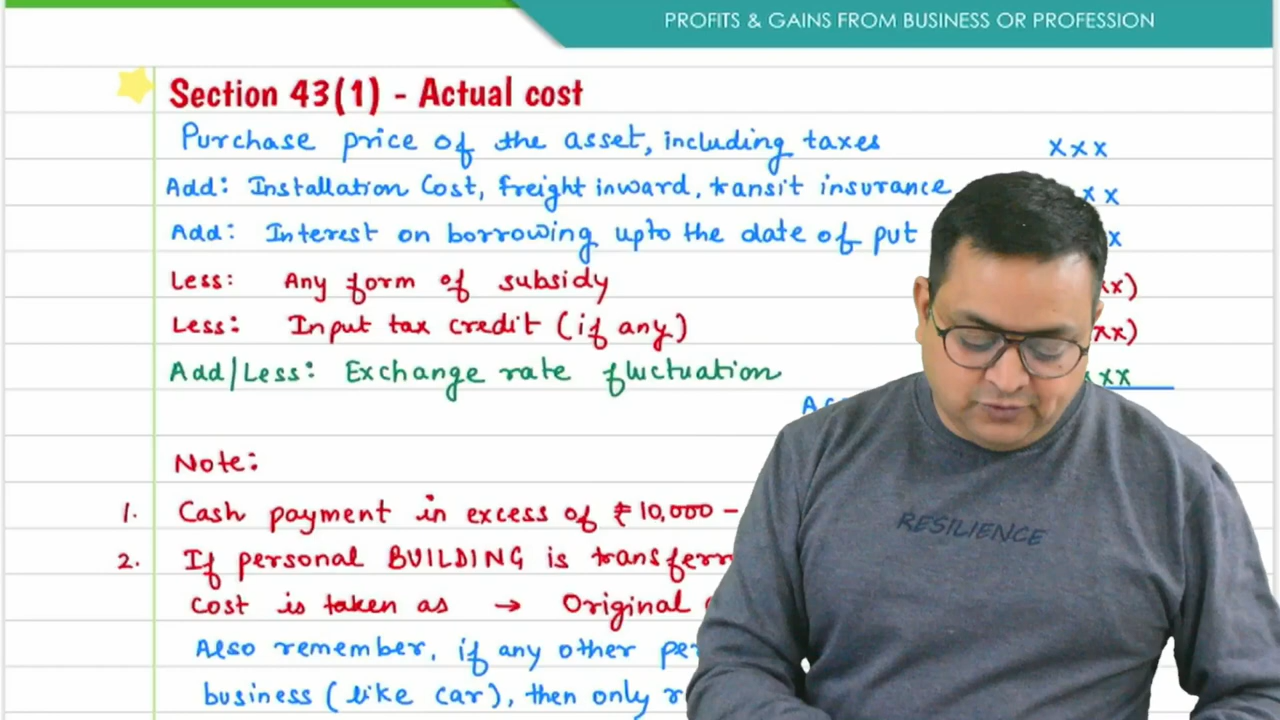 PROFITS & GAINS FROM BUSINESS OR PROFESSION
Section 43(1) - Actual cost
Purchase price of the asset, including taxes xxx
Add: Installation Cost, freight inward, transit insurance xx
Add: Interest on borrowing upto the date of put x
Less: Any form of subsidy xx)
Less: Input tax credit (if any) xx)
Add/Less: Exchange rate fluctuation xxx
Note:
1. Cash payment in excess of ₹ 10,000 -
2. If personal BUILDING is
cost is taken as → Original
Also remember, if any other
business (like car), then only
RESILIENCE